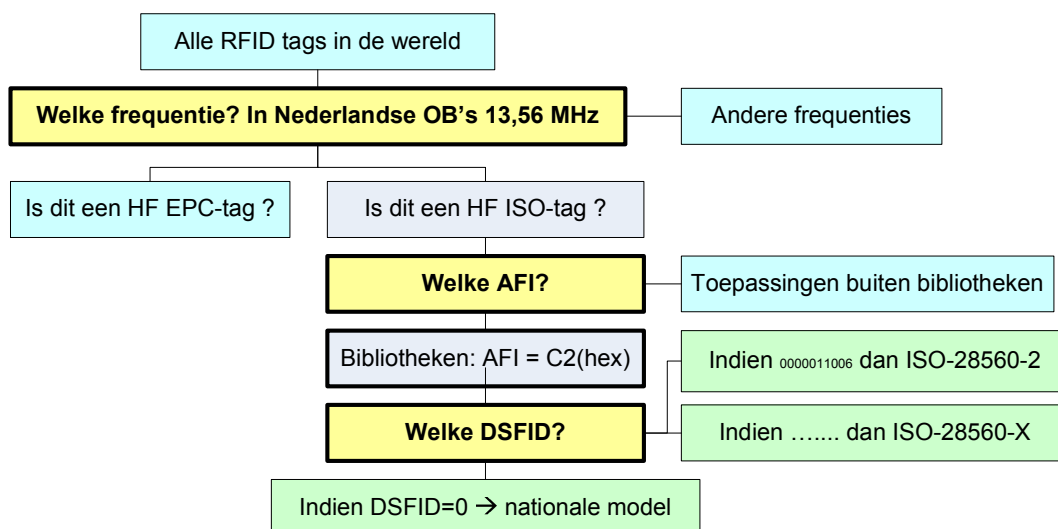 Alle RFID tags in de wereld
Welke frequentie? In Nederlandse OB's 13,56 MHz
Andere frequenties
Is dit een HF EPC-tag ?
Is dit een HF ISO-tag ?
Welke AFI?
Toepassingen buiten bibliotheken
Bibliotheken: AFI = C2(hex)
Indien 0000011006 dan ISO-28560-2
Welke DSFID?
Indien ….... dan ISO-28560-X
Indien DSFID=0 → nationale model